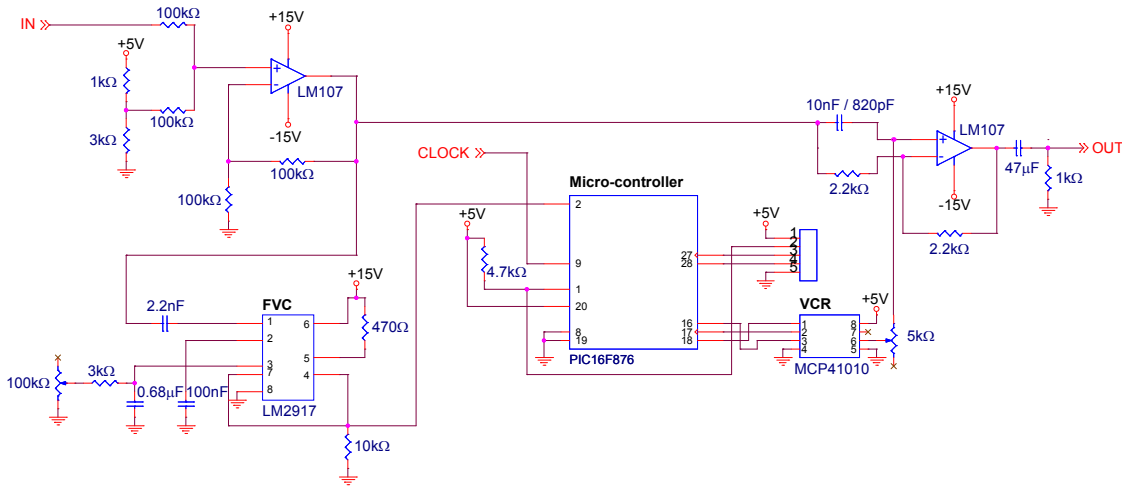 IN
100kΩ
+5V
1kΩ
3kΩ
100kΩ
+15V
+
-
LM107
-15V
100kΩ
100kΩ
CLOCK
10nF / 820pF
+15V
LM107
+
-
2.2kΩ
-15V
2.2kΩ
47μF
1kΩ
OUT
Micro-controller
+5V
4.7kΩ
2
9
1
20
8
19
27
28
16
17
18
PIC16F876
+5V
1
2
3
4
5
VCR
+5V
1
2
3
4
8
7
6
5
MCP41010
5kΩ
2.2nF
FVC
+15V
470Ω
1
2
3
7
8
6
5
4
LM2917
100kΩ
3kΩ
0.68μF
100nF
10kΩ